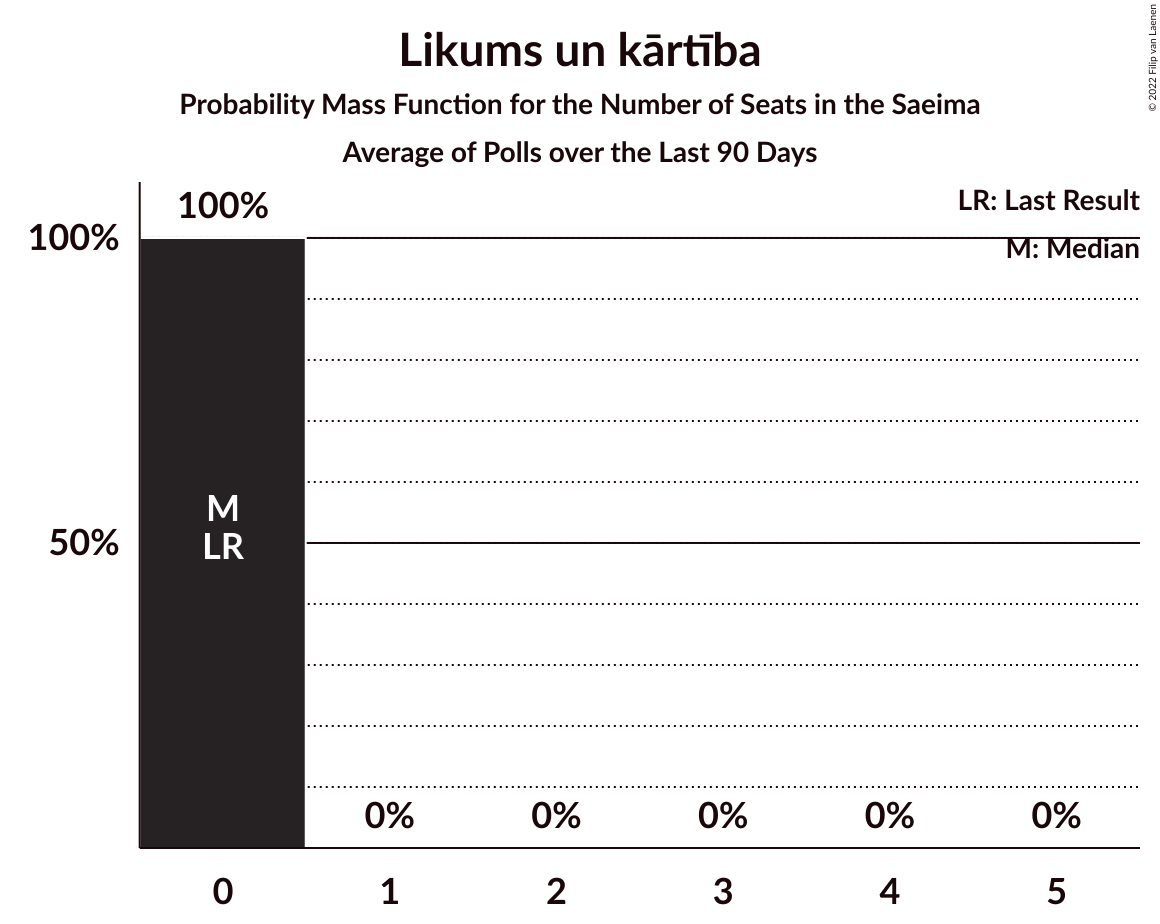 Likums un kārtība
Probability Mass Function for the Number of Seats in the Saeima
Average of Polls over the Last 90 Days
© 2022 Filip van Laenen
LR: Last Result
M: Median
100%
100%
50%
M
LR
0% 0% 0% 0% 0%
0 1 2 3 4 5